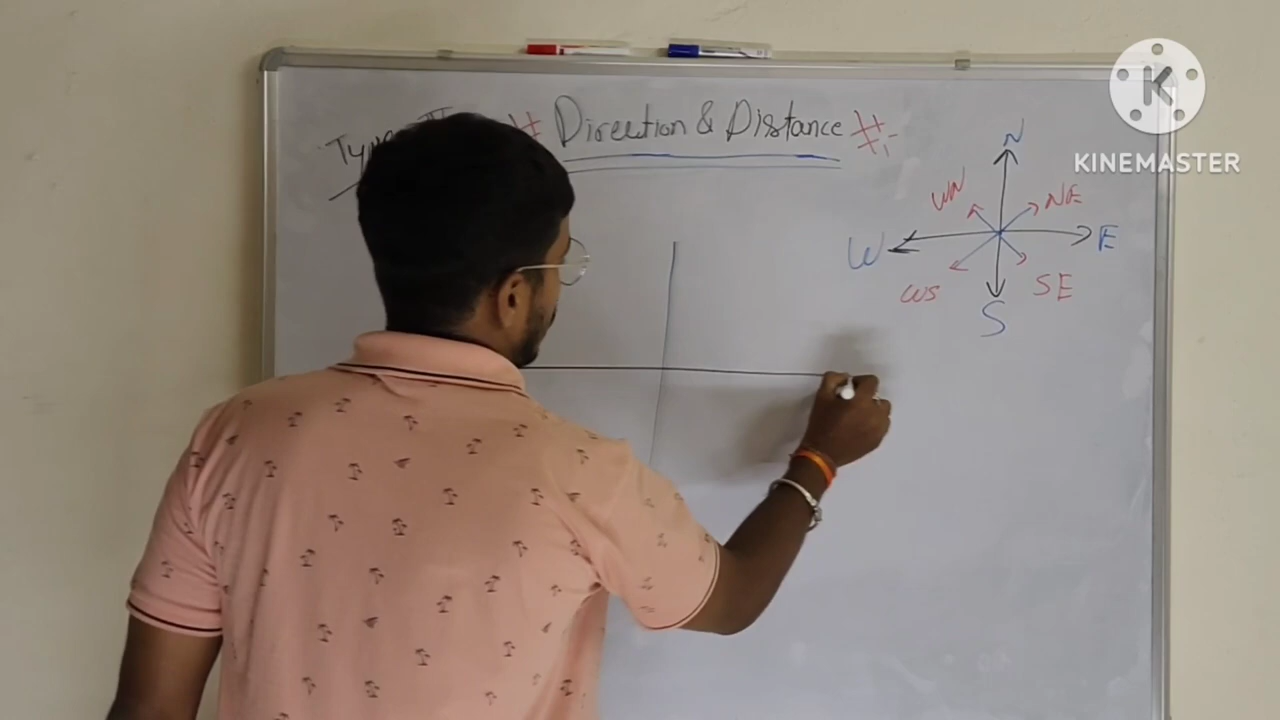 # Direction & Distance #:-
N
WN NE
W E
WS SE
S
KINEMASTER